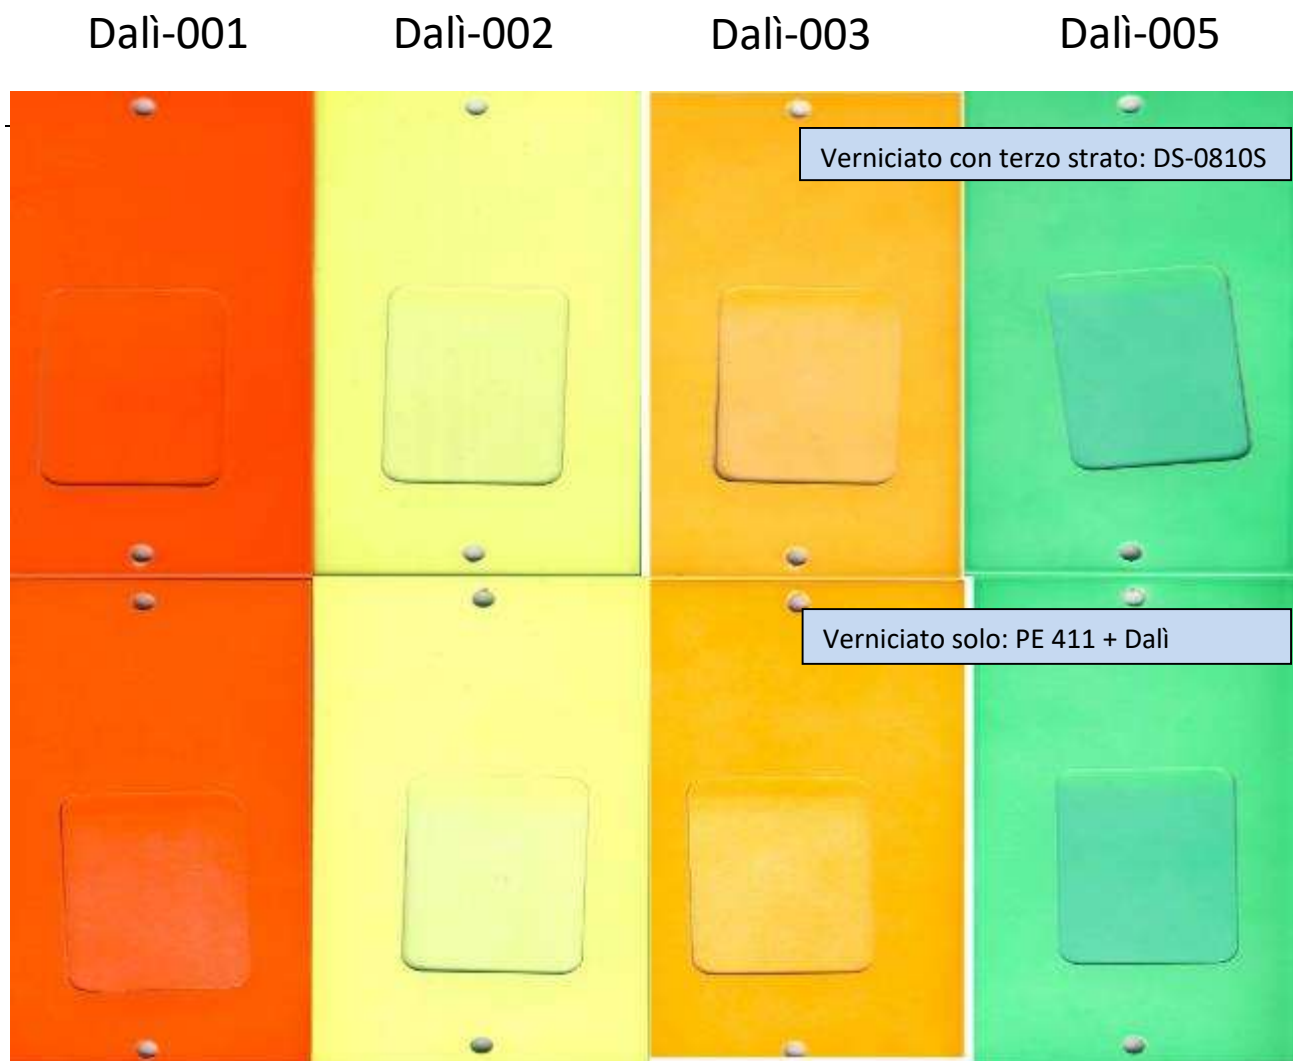 Dalì-001 Dalì-002 Dalì-003 Dalì-005
Verniciato con terzo strato: DS-0810S
Verniciato solo: PE 411 + Dalì